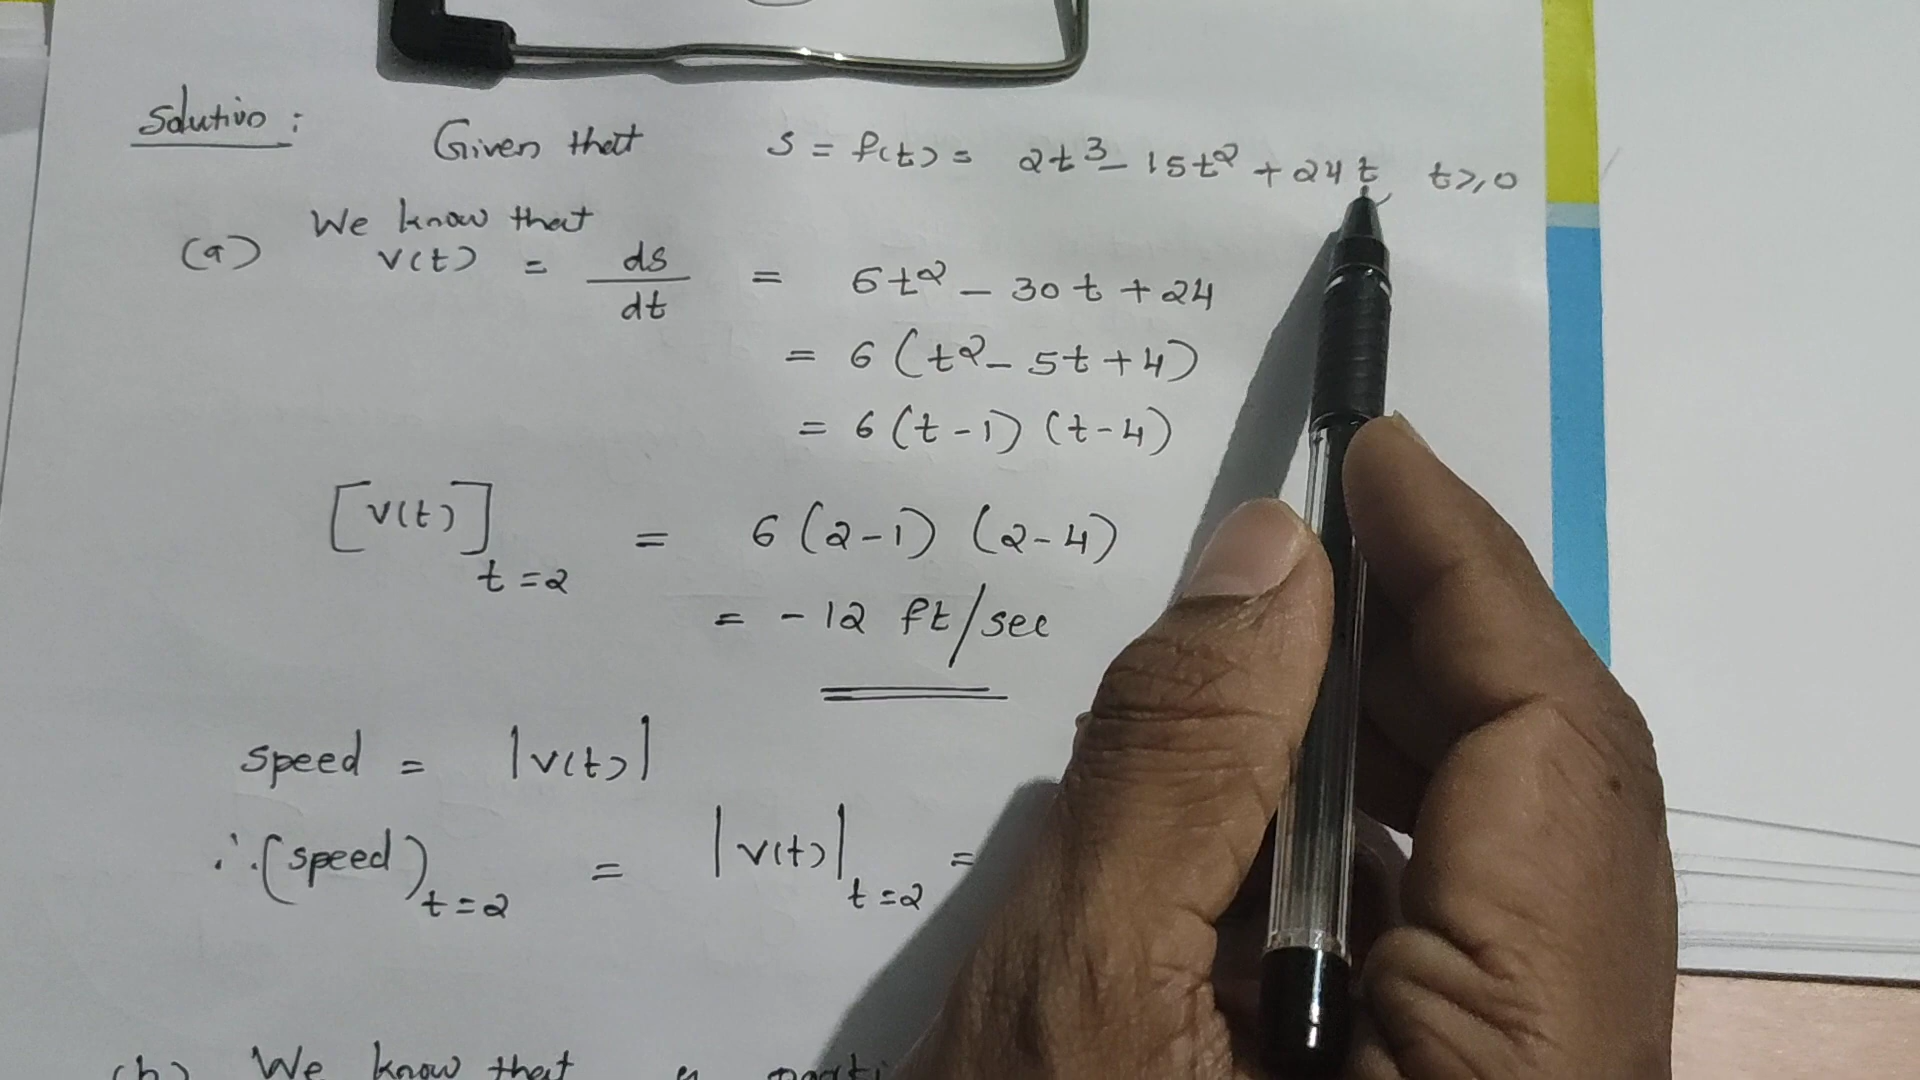 Solution : Given that s = f(t) = 2t³ - 15t² + 24t, t ≥ 0
(a) We know that
v(t) = ds/dt = 6t² - 30t + 24
= 6(t² - 5t + 4)
= 6(t-1)(t-4)
[v(t)] t=2 = 6(2-1)(2-4)
= -12 ft/sec
speed = |v(t)|
∴ (speed) t=2 = |v(t)| t=2 =
(b) We know that a